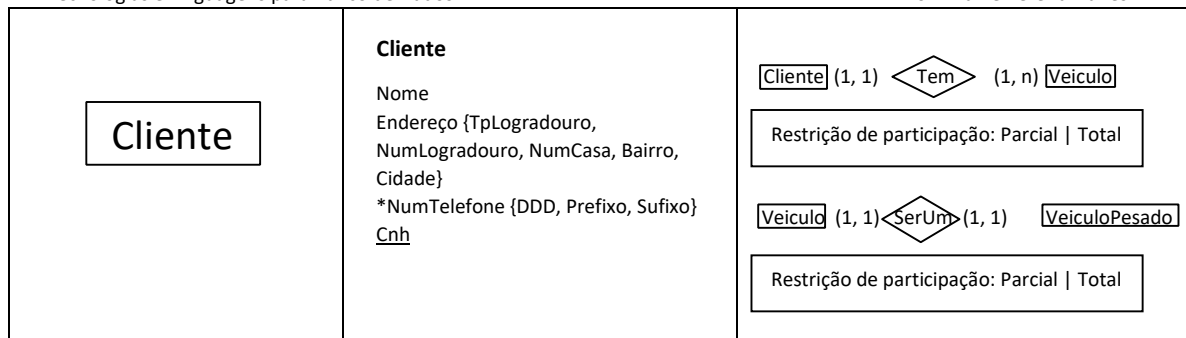 Cliente
Cliente
Nome
Endereço {TpLogradouro,
NumLogradouro, NumCasa, Bairro,
Cidade}
*NumTelefone {DDD, Prefixo, Sufixo}
Cnh
Cliente (1, 1) Tem (1, n) Veiculo
Restrição de participação: Parcial | Total
Veiculo (1, 1) SerUm (1, 1) VeiculoPesado
Restrição de participação: Parcial | Total